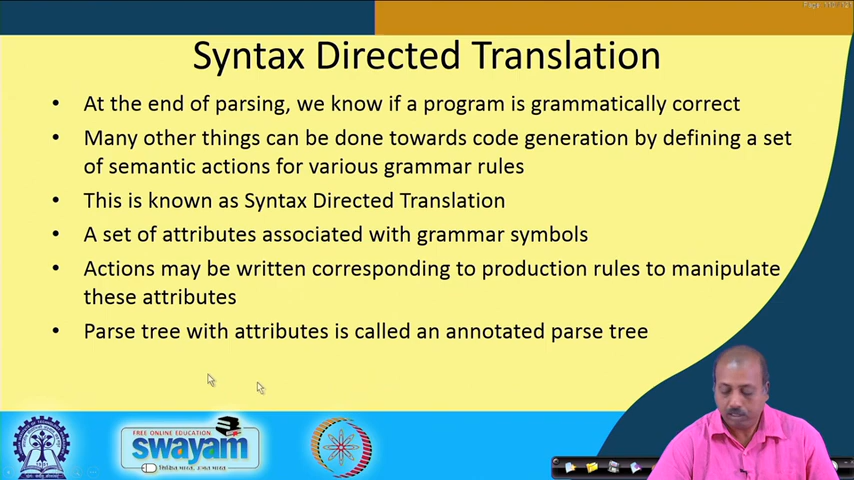 Syntax Directed Translation
• At the end of parsing, we know if a program is grammatically correct
• Many other things can be done towards code generation by defining a set
of semantic actions for various grammar rules
• This is known as Syntax Directed Translation
• A set of attributes associated with grammar symbols
• Actions may be written corresponding to production rules to manipulate
these attributes
• Parse tree with attributes is called an annotated parse tree
FREE ONLINE EDUCATION
swayam